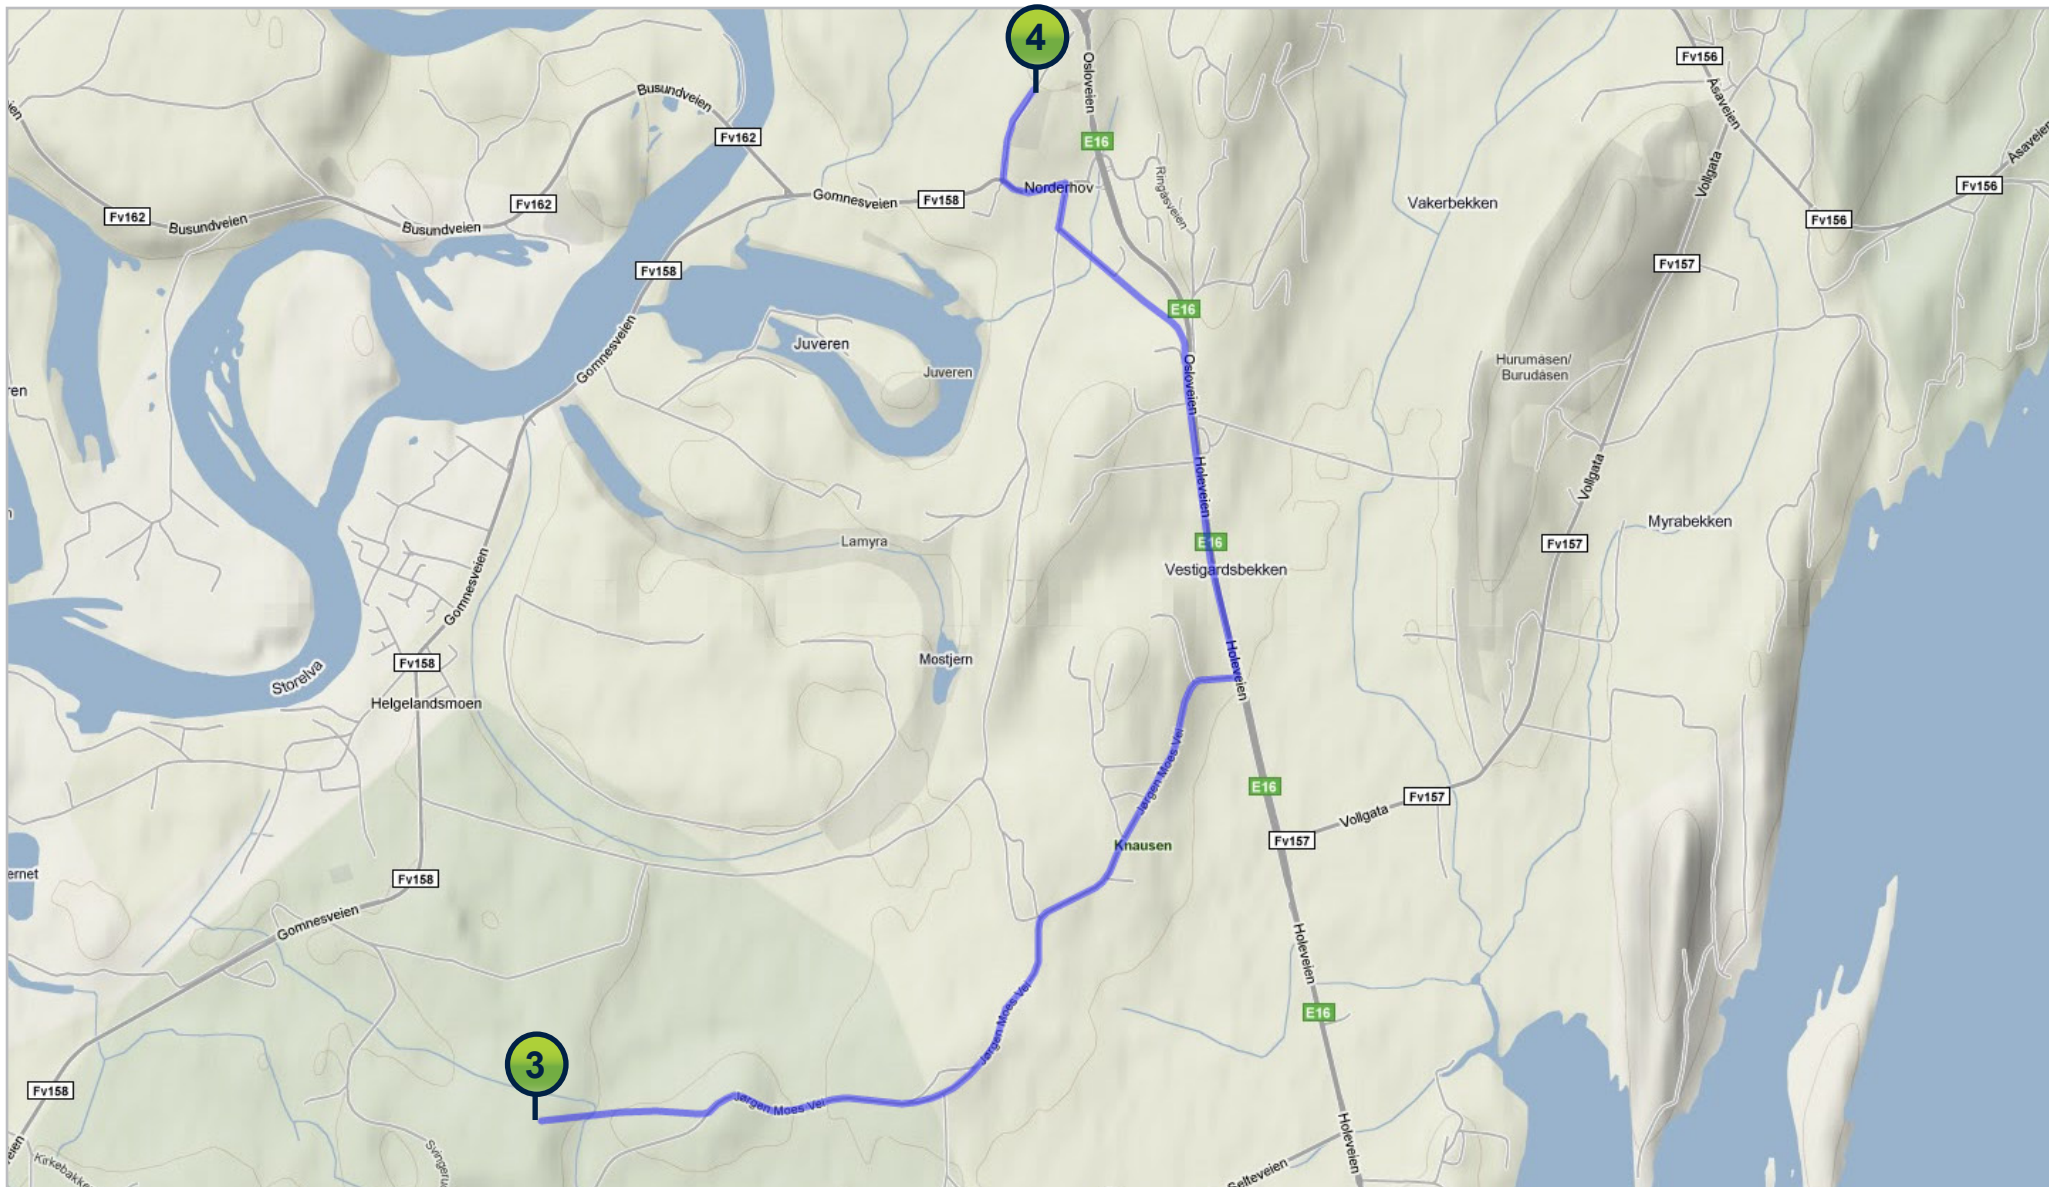 4
Fv156
Osloveien
Busundveien
Åsaveien
Fv162
E16
Åsaveien
Vollgata
Norderhov
Ringåsveien
Fv156
Gomnesveien
Fv158
Vakerbekken
Fv162
Fv162
Fv156
Busundveien
Busundveien
Fv157
Fv158
E16
Gomnesveien
Juveren
Juveren
Hurumåsen/
Burudåsen
ren
Osloveien
Holeveien
Vollgata
Myrabekken
Lamyra
E16
Fv157
Vestigardsbekken
Gomnesveien
Mostjern
Fv158
Storelva
Helgelandsmoen
Holeveien
Jørgen Moes Vei
E16
Fv157
Vollgata
Fv157
Knausen
ernet
Fv158
Gomnesveien
Holeveien
Jørgen Moes Vei
E16
3
Fv158
Jørgen Moes Vei
Holeveien
Selteveien